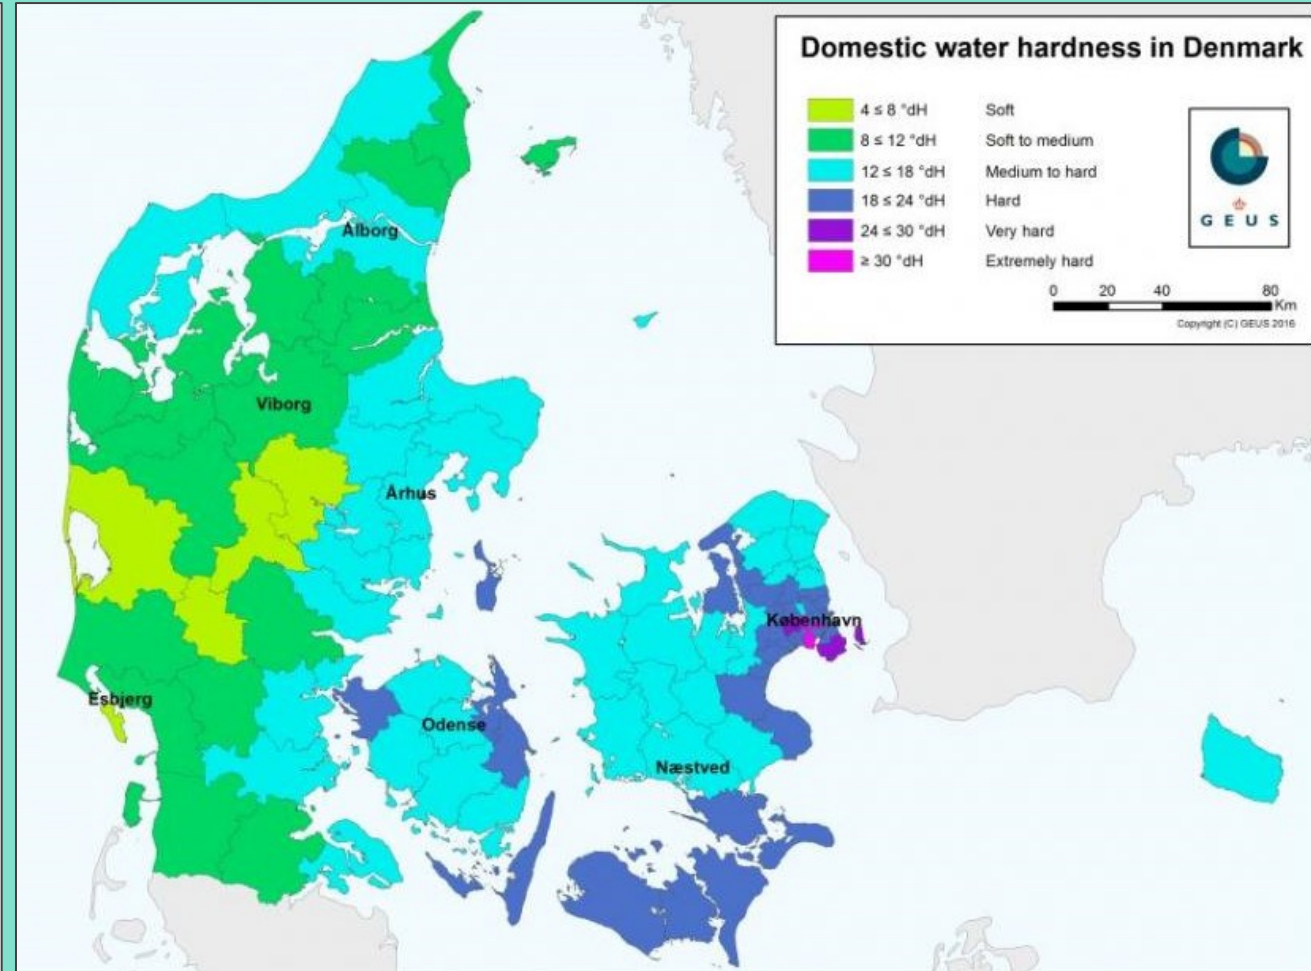 Domestic water hardness in Denmark
4 ≤ 8 °dH Soft
8 ≤ 12 °dH Soft to medium
12 ≤ 18 °dH Medium to hard
18 ≤ 24 °dH Hard
24 ≤ 30 °dH Very hard
≥ 30 °dH Extremely hard
G E U S
0 20 40 80
Km
Copyright (C) GEUS 2016
Ålborg
Viborg
Århus
København
Esbjerg
Odense
Næstved